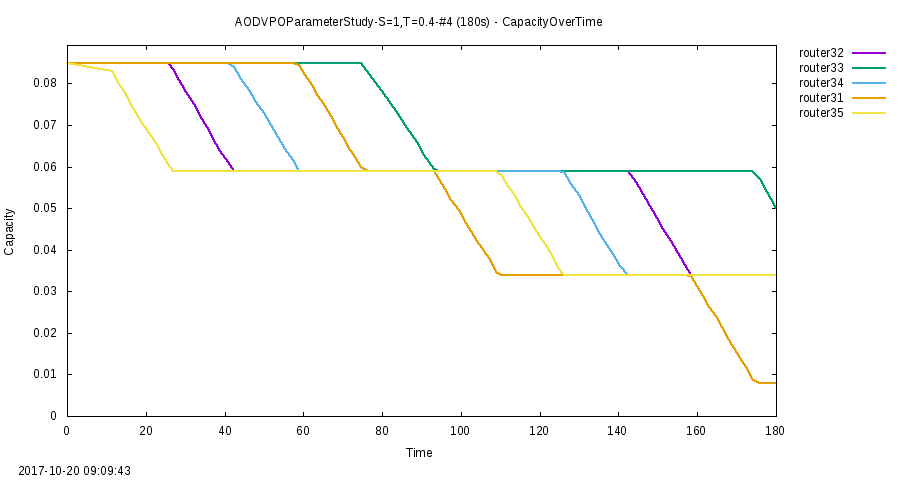 AODVPOParameterStudy-S=1,T=0.4-#4 (180s) - CapacityOverTime
router32
router33
router34
router31
router35
0.08
0.07
0.06
0.05
0.04
0.03
0.02
0.01
0
Capacity
0 20 40 60 80 100 120 140 160 180
Time
2017-10-20 09:09:43